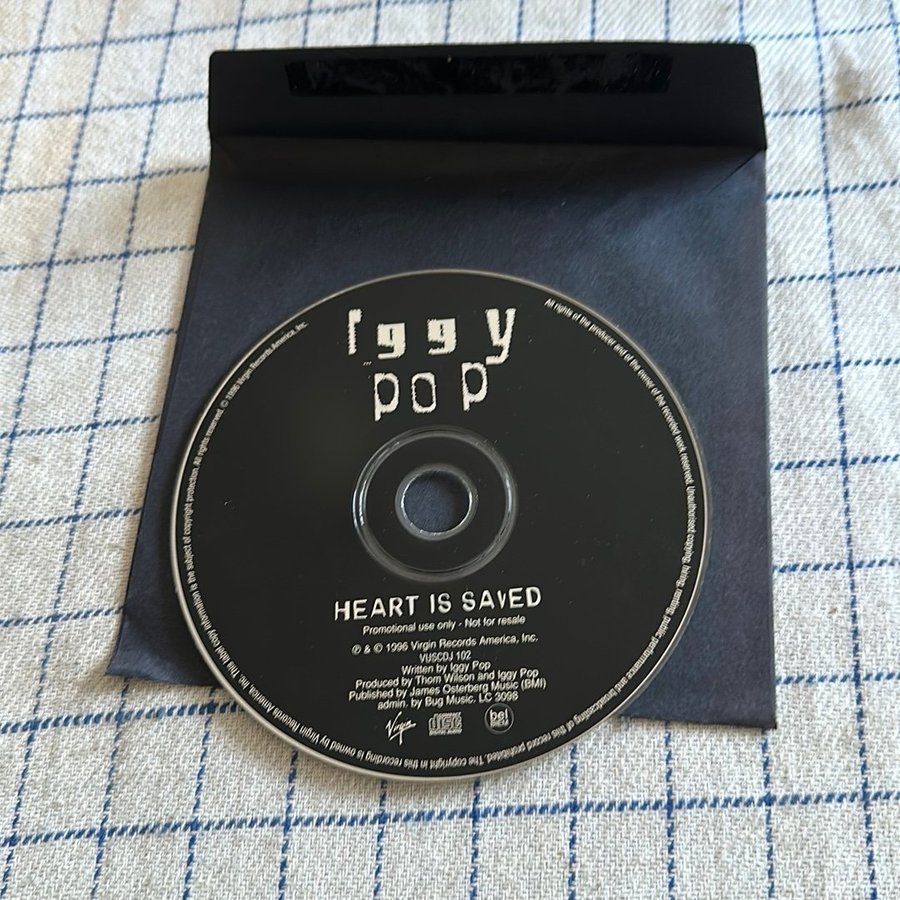 Iggy
pop
HEART IS SAVED
Promotional use only - Not for resale
℗ & © 1996 Virgin Records America, Inc.
VUSCDJ 102
Written by Iggy Pop
Produced by Thom Wilson and Iggy Pop
Published by James Osterberg Music (BMI)
admin. by Bug Music. LC 3098
Virgin
COMPACT
disc
DIGITAL AUDIO
bel
All rights of the producer and of the owner of the recorded work reserved. Unauthorised copying, hiring, renting, public performance and broadcasting of this record prohibited. The copyright in this recording is owned by Virgin Records America, Inc. This label copy information is the subject of copyright protection. All rights reserved. © 1996 Virgin Records America, Inc.